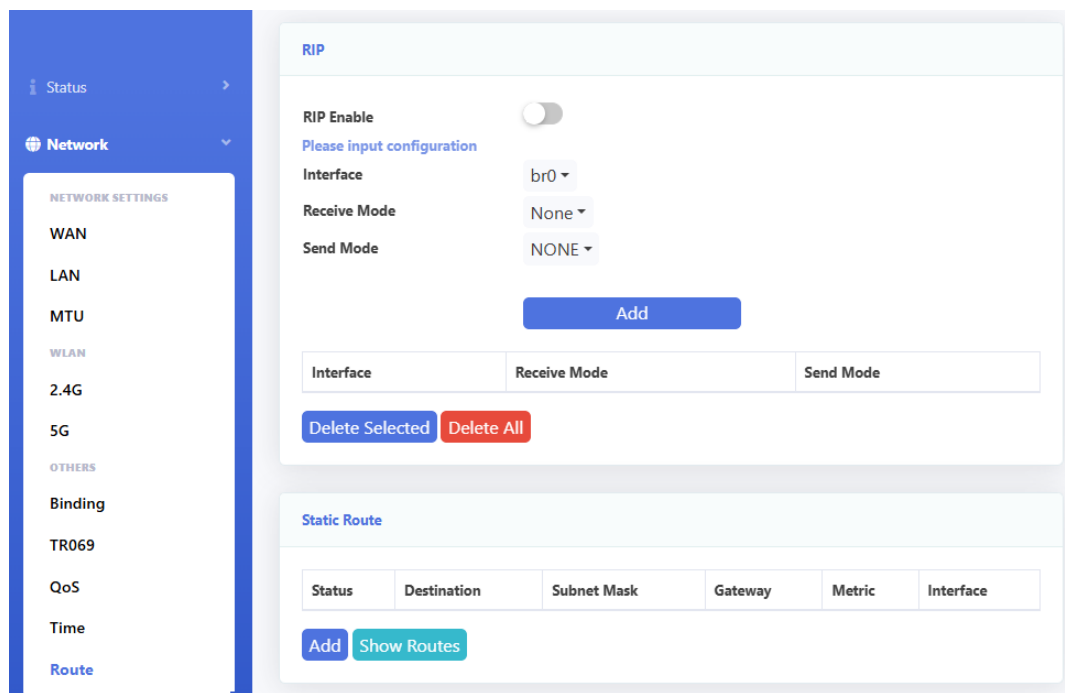 Status
Network
NETWORK SETTINGS
WAN
LAN
MTU
WLAN
2.4G
5G
OTHERS
Binding
TR069
QoS
Time
Route
RIP
RIP Enable
Please input configuration
Interface br0
Receive Mode None
Send Mode NONE
Add
Interface Receive Mode Send Mode
Delete Selected Delete All
Static Route
Status Destination Subnet Mask Gateway Metric Interface
Add Show Routes